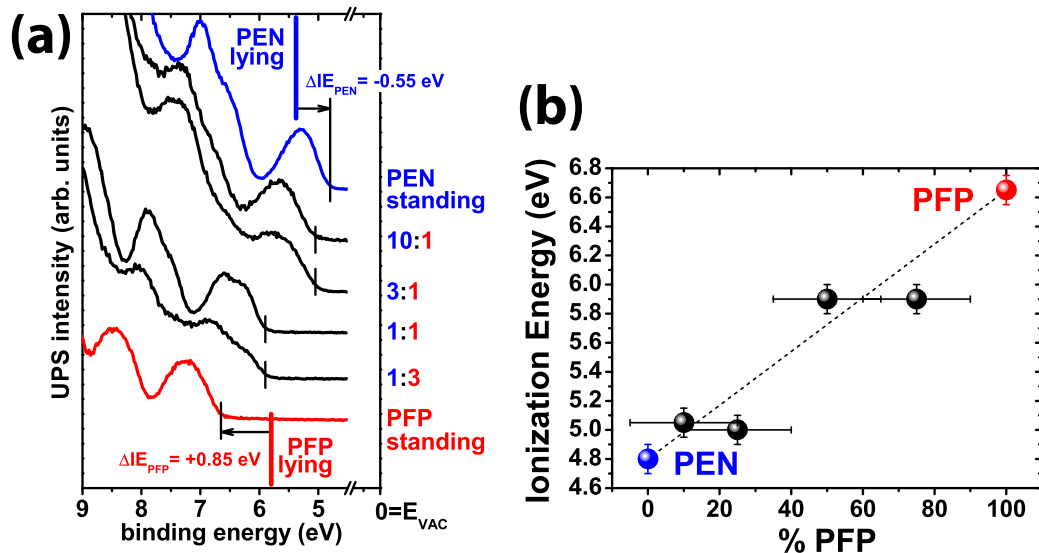 (a)
UPS intensity (arb. units)
PEN
lying
ΔIE_PEN = -0.55 eV
PEN
standing
10:1
3:1
1:1
1:3
PFP
standing
PFP
lying
ΔIE_PFP = +0.85 eV
9 8 7 6 5 0=E_VAC
binding energy (eV)
(b)
Ionization Energy (eV)
6.8
6.6
6.4
6.2
6.0
5.8
5.6
5.4
5.2
5.0
4.8
4.6
PFP
PEN
0 20 40 60 80 100
% PFP